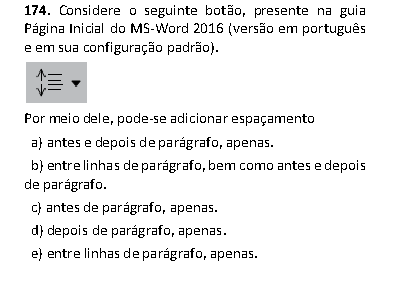 174. Considere o seguinte botão, presente na guia
Página Inicial do MS-Word 2016 (versão em português
e em sua configuração padrão).
Por meio dele, pode-se adicionar espaçamento
a) antes e depois de parágrafo, apenas.
b) entre linhas de parágrafo, bem como antes e depois
de parágrafo.
c) antes de parágrafo, apenas.
d) depois de parágrafo, apenas.
e) entre linhas de parágrafo, apenas.